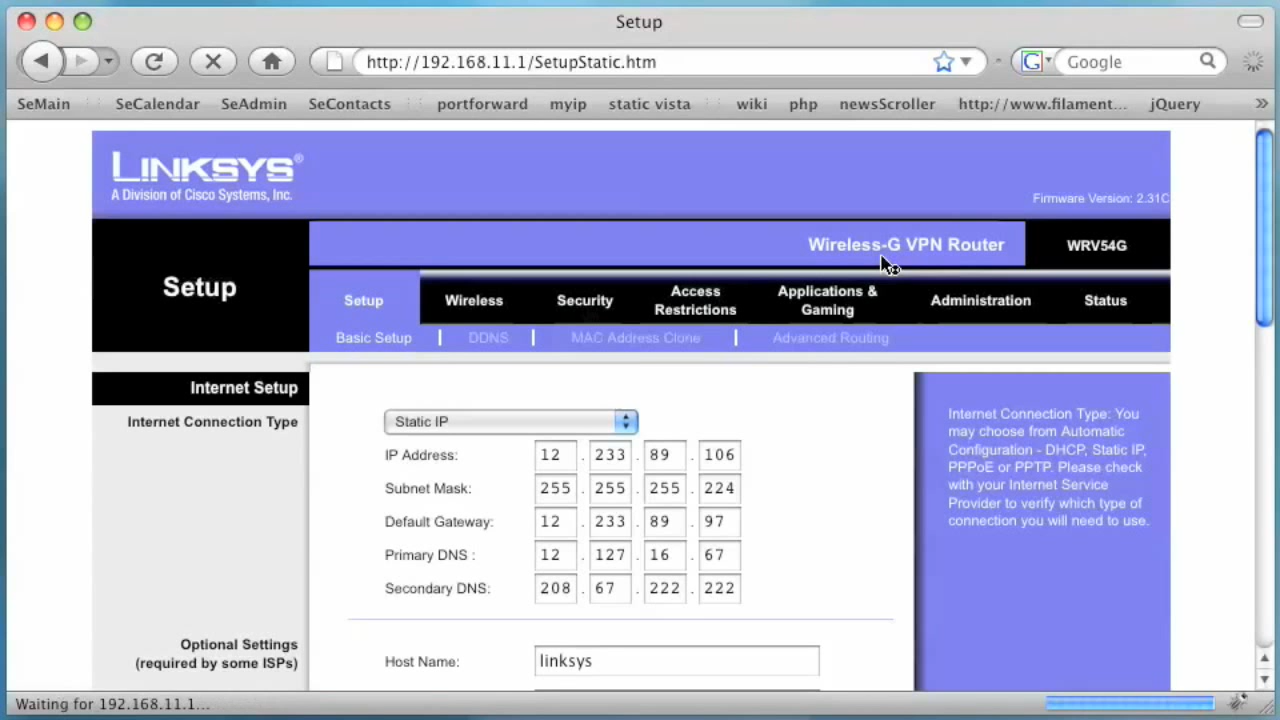 Setup
http://192.168.11.1/SetupStatic.htm
G Google
SeMain SeCalendar SeAdmin SeContacts portforward myip static vista wiki php newsScroller http://www.filament... jQuery »
LINKSYS®
A Division of Cisco Systems, Inc.
Firmware Version: 2.31C
Wireless-G VPN Router WRV54G
Setup
Setup Wireless Security Access Restrictions Applications & Gaming Administration Status
Basic Setup | DDNS | MAC Address Clone | Advanced Routing
Internet Setup
Internet Connection Type
Static IP
IP Address: 12 . 233 . 89 . 106
Subnet Mask: 255 . 255 . 255 . 224
Default Gateway: 12 . 233 . 89 . 97
Primary DNS : 12 . 127 . 16 . 67
Secondary DNS: 208 . 67 . 222 . 222
Internet Connection Type: You
may choose from Automatic
Configuration - DHCP, Static IP,
PPPoE or PPTP. Please check
with your Internet Service
Provider to verify which type of
connection you will need to use.
Optional Settings
(required by some ISPs)
Host Name: linksys
Waiting for 192.168.11.1...